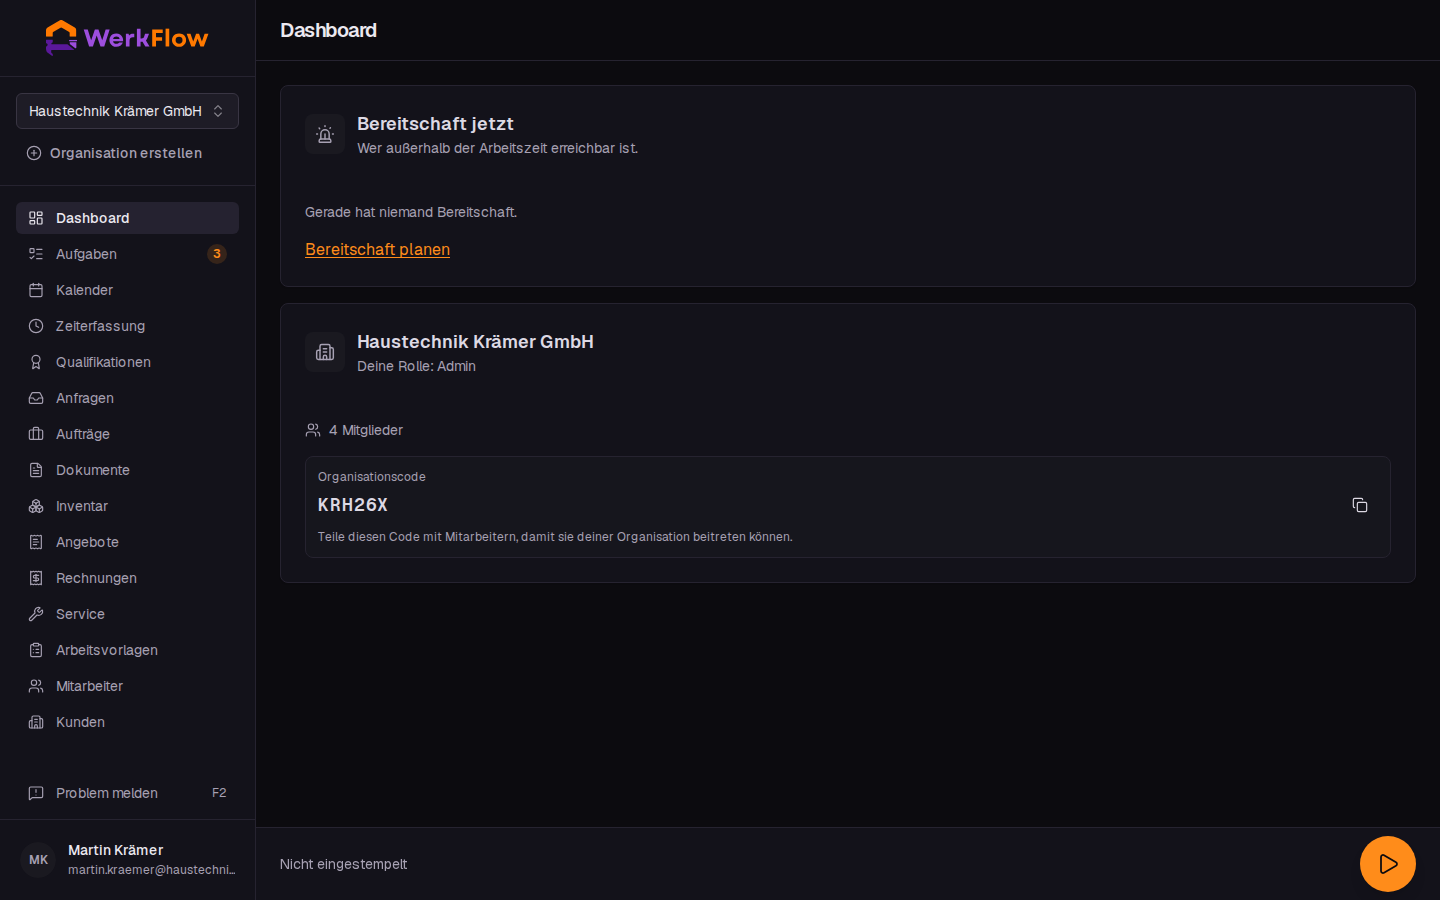 WerkFlow
Haustechnik Krämer GmbH
Organisation erstellen
Dashboard
Aufgaben 3
Kalender
Zeiterfassung
Qualifikationen
Anfragen
Aufträge
Dokumente
Inventar
Angebote
Rechnungen
Service
Arbeitsvorlagen
Mitarbeiter
Kunden
Problem melden F2
MK
Martin Krämer
martin.kraemer@haustechni...
Dashboard
Bereitschaft jetzt
Wer außerhalb der Arbeitszeit erreichbar ist.
Gerade hat niemand Bereitschaft.
Bereitschaft planen
Haustechnik Krämer GmbH
Deine Rolle: Admin
4 Mitglieder
Organisationscode
KRH26X
Teile diesen Code mit Mitarbeitern, damit sie deiner Organisation beitreten können.
Nicht eingestempelt